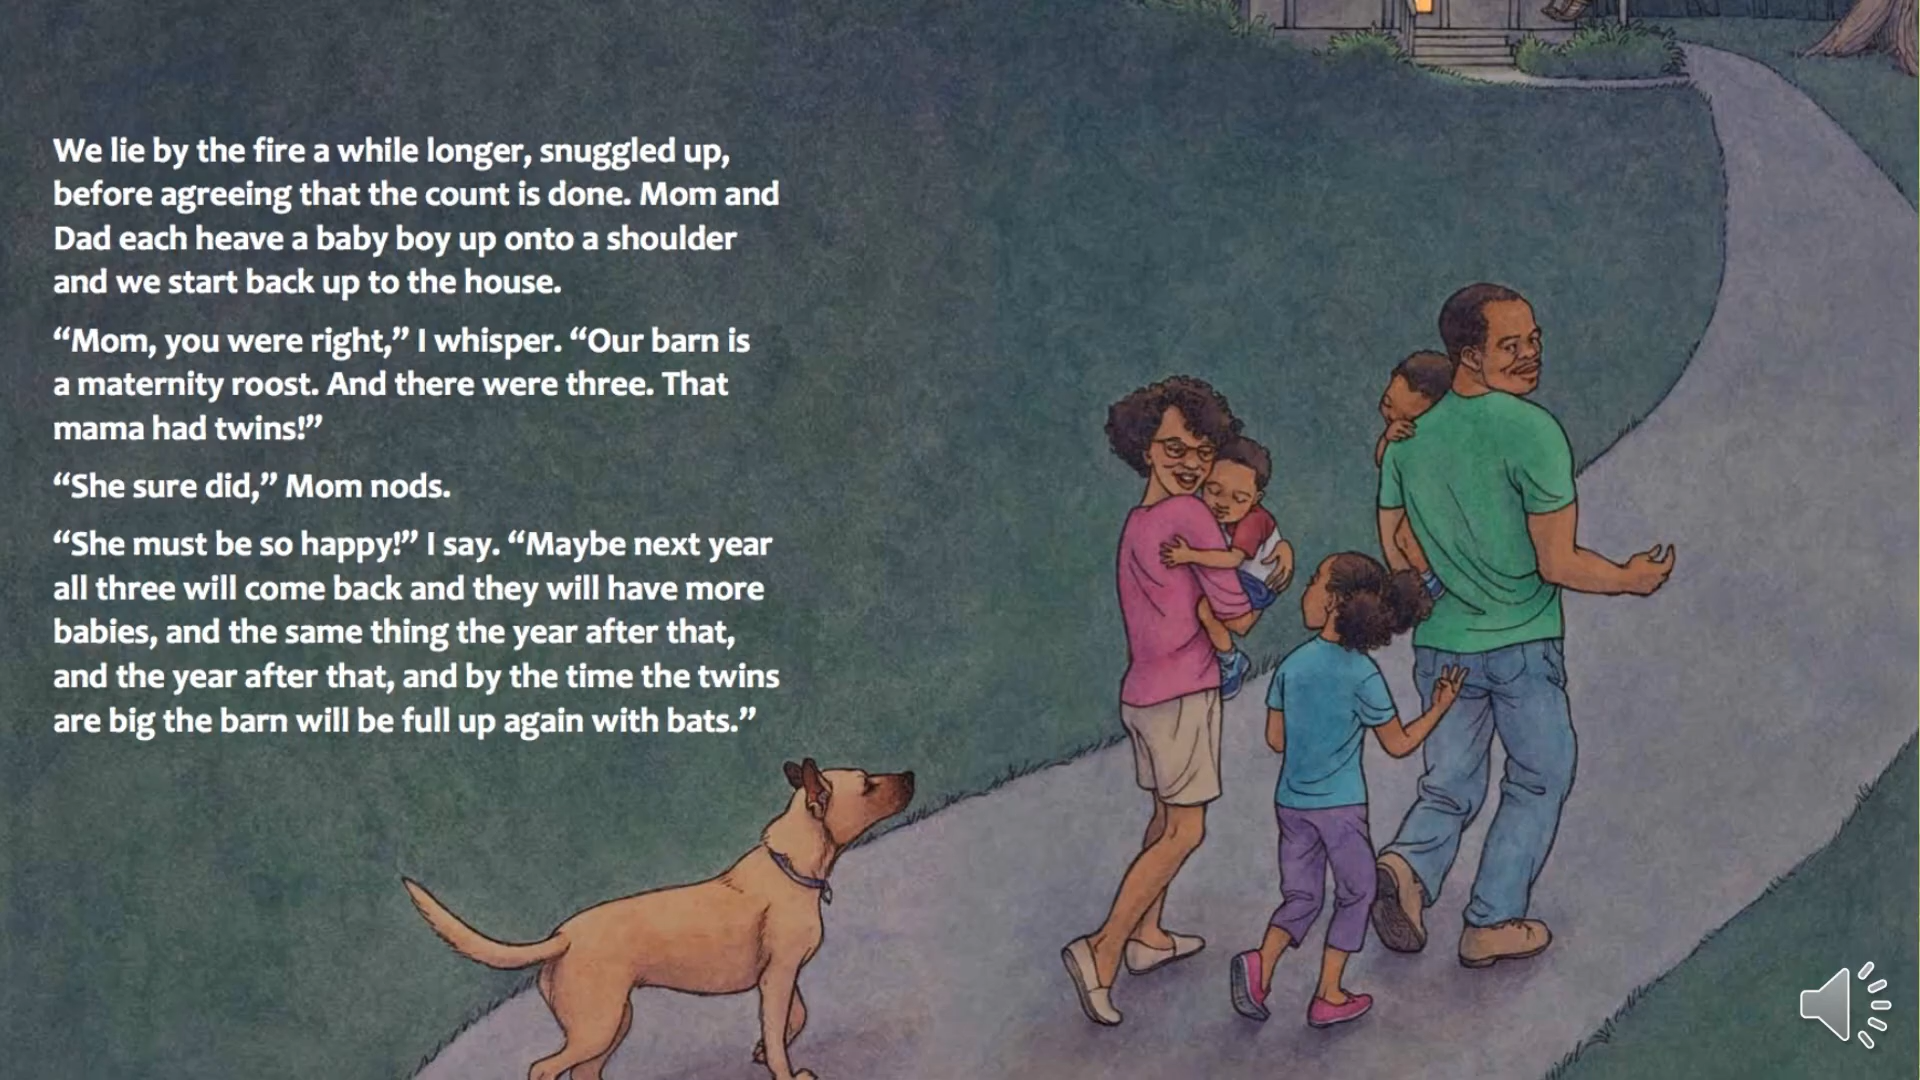 We lie by the fire a while longer, snuggled up,
before agreeing that the count is done. Mom and
Dad each heave a baby boy up onto a shoulder
and we start back up to the house.
“Mom, you were right,” I whisper. “Our barn is
a maternity roost. And there were three. That
mama had twins!”
“She sure did,” Mom nods.
“She must be so happy!” I say. “Maybe next year
all three will come back and they will have more
babies, and the same thing the year after that,
and the year after that, and by the time the twins
are big the barn will be full up again with bats.”